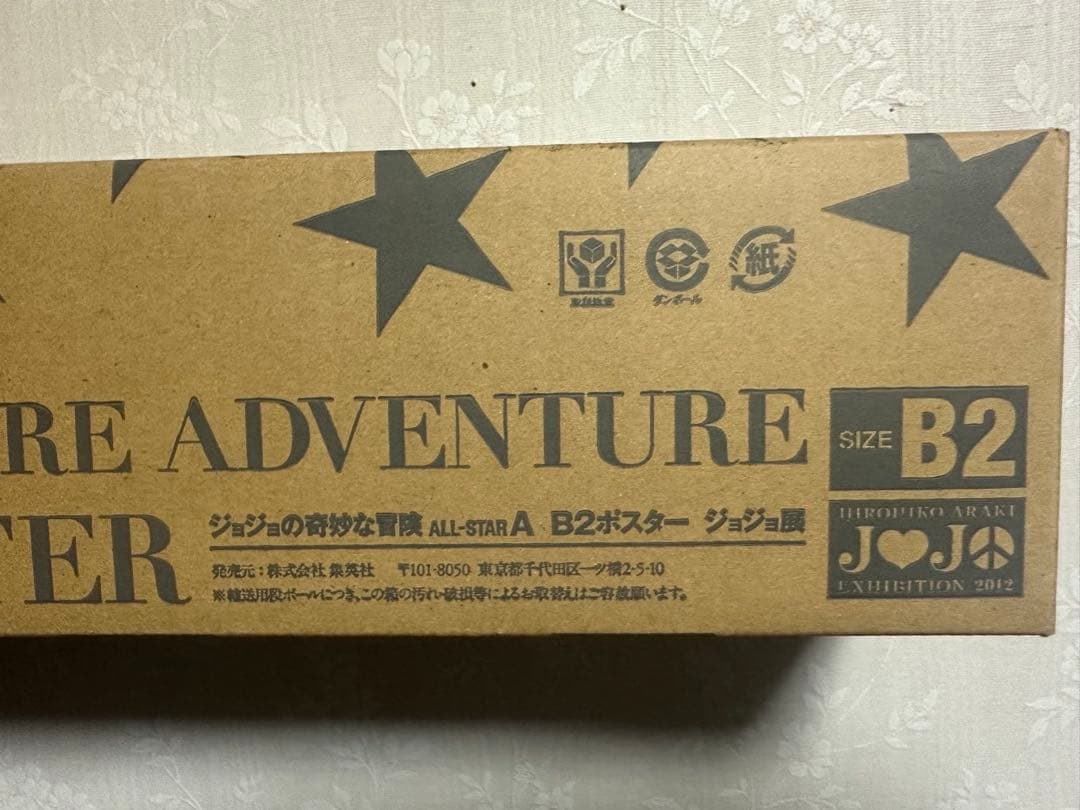 取扱注意
ダンボール
紙
RE ADVENTURE
SIZE B2
TER
ジョジョの奇妙な冒険 ALL-STAR A B2ポスター ジョジョ展
発売元:株式会社 集英社 〒101-8050 東京都千代田区一ツ橋2-5-10
※輸送用段ボールにつき、この箱の汚れ・破損等によるお取替えはご容赦願います。
HIROHIKO ARAKI
JOJO
EXHIBITION 2012